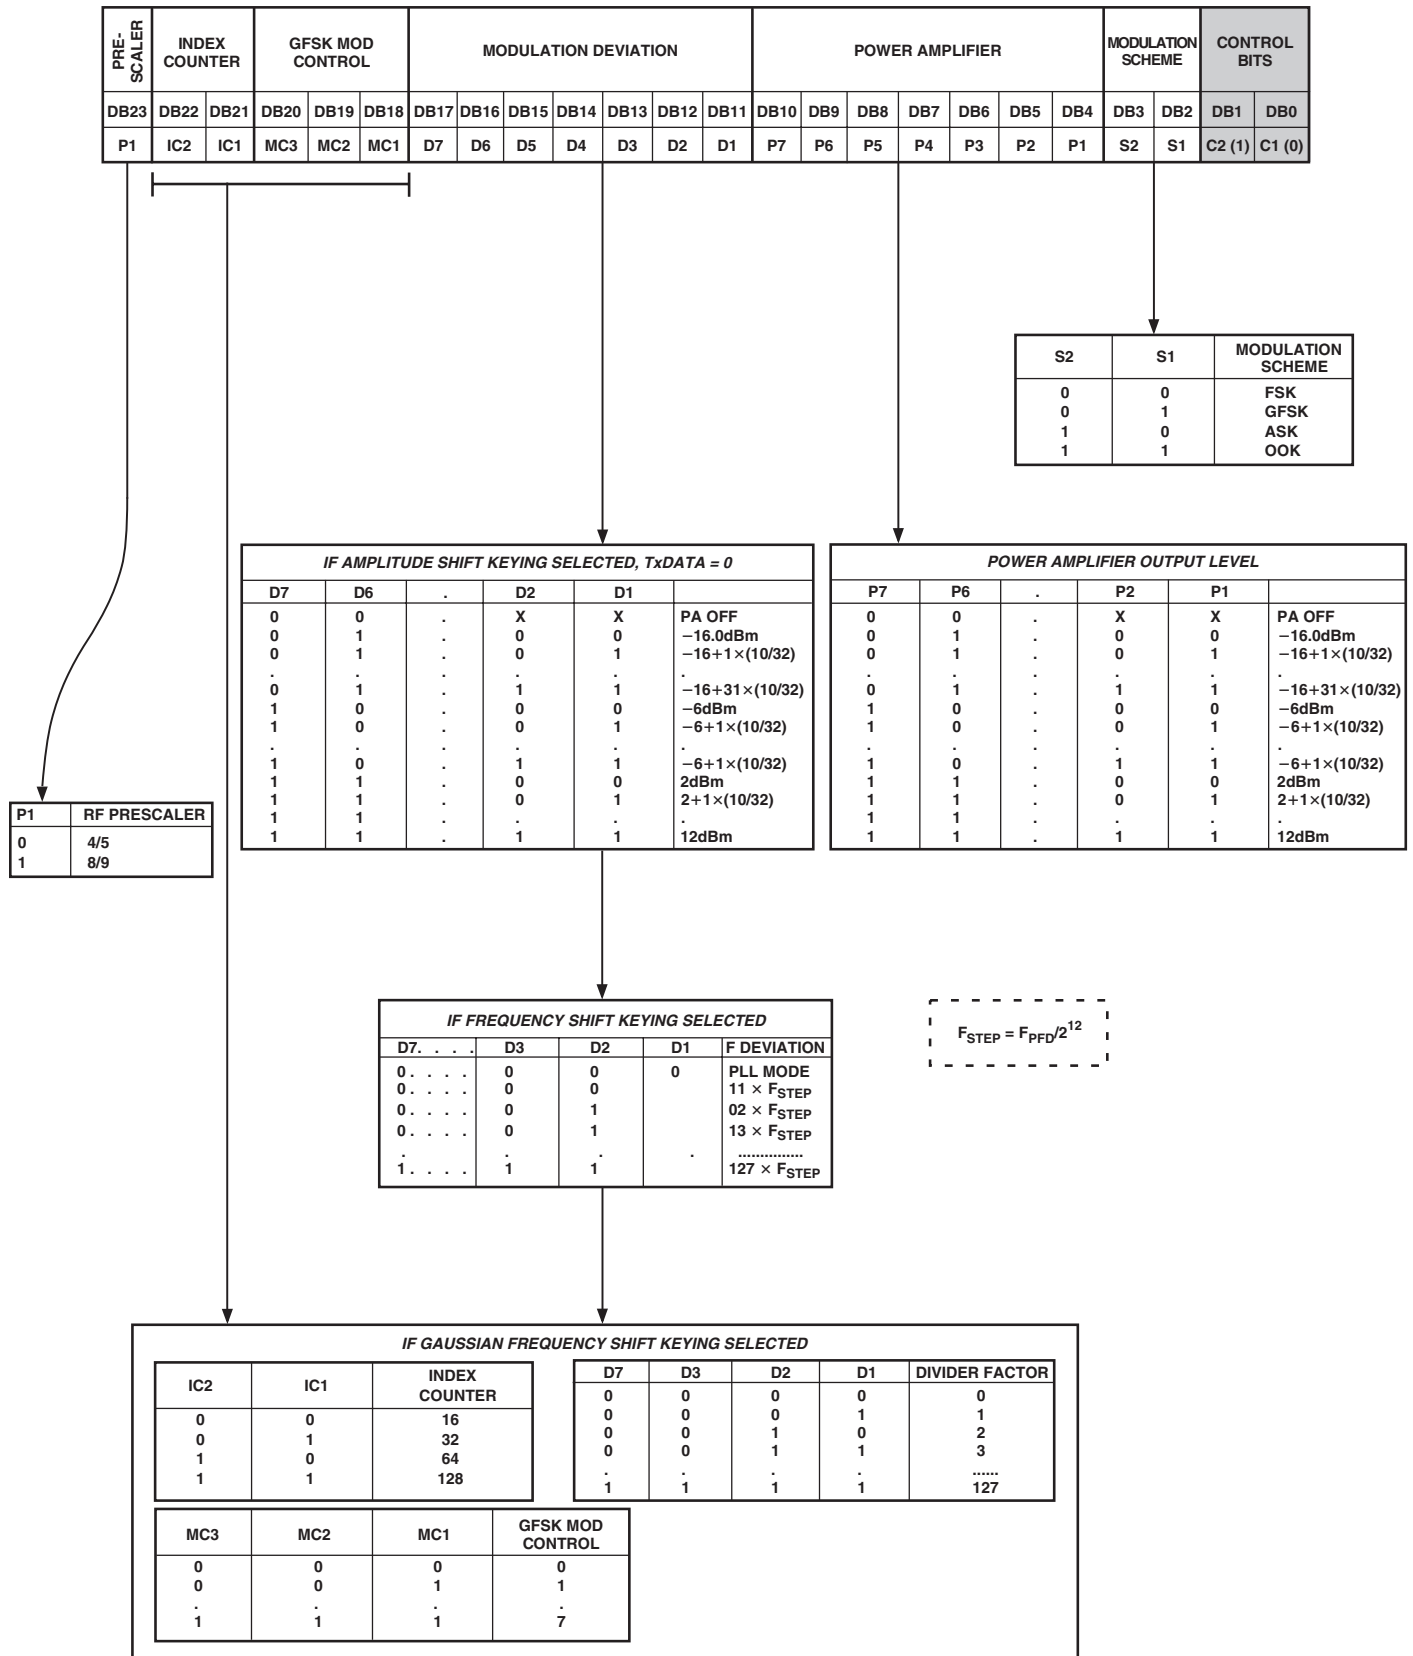 PRE-
SCALER
INDEX
COUNTER
GFSK MOD
CONTROL
MODULATION DEVIATION
POWER AMPLIFIER
MODULATION
SCHEME
CONTROL
BITS
DB23 DB22 DB21 DB20 DB19 DB18 DB17 DB16 DB15 DB14 DB13 DB12 DB11 DB10 DB9 DB8 DB7 DB6 DB5 DB4 DB3 DB2 DB1 DB0
P1 IC2 IC1 MC3 MC2 MC1 D7 D6 D5 D4 D3 D2 D1 P7 P6 P5 P4 P3 P2 P1 S2 S1 C2 (1) C1 (0)
S2 S1 MODULATION
SCHEME
0 0 FSK
0 1 GFSK
1 0 ASK
1 1 OOK
IF AMPLITUDE SHIFT KEYING SELECTED, TxDATA = 0
D7 D6 . D2 D1
0 0 . X X PA OFF
0 1 . 0 0 −16.0dBm
0 1 . 0 1 −16+1×(10/32)
. . . . . .
0 1 . 1 1 −16+31×(10/32)
1 0 . 0 0 −6dBm
1 0 . 0 1 −6+1×(10/32)
. . . . . .
1 0 . 1 1 −6+1×(10/32)
1 1 . 0 0 2dBm
1 1 . 0 1 2+1×(10/32)
1 1 . . . .
1 1 . 1 1 12dBm
POWER AMPLIFIER OUTPUT LEVEL
P7 P6 . P2 P1
0 0 . X X PA OFF
0 1 . 0 0 −16.0dBm
0 1 . 0 1 −16+1×(10/32)
. . . . . .
0 1 . 1 1 −16+31×(10/32)
1 0 . 0 0 −6dBm
1 0 . 0 1 −6+1×(10/32)
. . . . . .
1 0 . 1 1 −6+1×(10/32)
1 1 . 0 0 2dBm
1 1 . 0 1 2+1×(10/32)
1 1 . . . .
1 1 . 1 1 12dBm
P1 RF PRESCALER
0 4/5
1 8/9
IF FREQUENCY SHIFT KEYING SELECTED
D7. . . . D3 D2 D1 F DEVIATION
0. . . . 0 0 0 PLL MODE
0. . . . 0 0 11 × FSTEP
0. . . . 0 1 02 × FSTEP
0. . . . 0 1 13 × FSTEP
. . . . ...............
1. . . . 1 1 127 × FSTEP
FSTEP = FPFD/2^12
IF GAUSSIAN FREQUENCY SHIFT KEYING SELECTED
IC2 IC1 INDEX
COUNTER
0 0 16
0 1 32
1 0 64
1 1 128
D7 D3 D2 D1 DIVIDER FACTOR
0 0 0 0 0
0 0 0 1 1
0 0 1 0 2
0 0 1 1 3
. . . . ......
1 1 1 1 127
MC3 MC2 MC1 GFSK MOD
CONTROL
0 0 0 0
0 0 1 1
. . . .
1 1 1 7